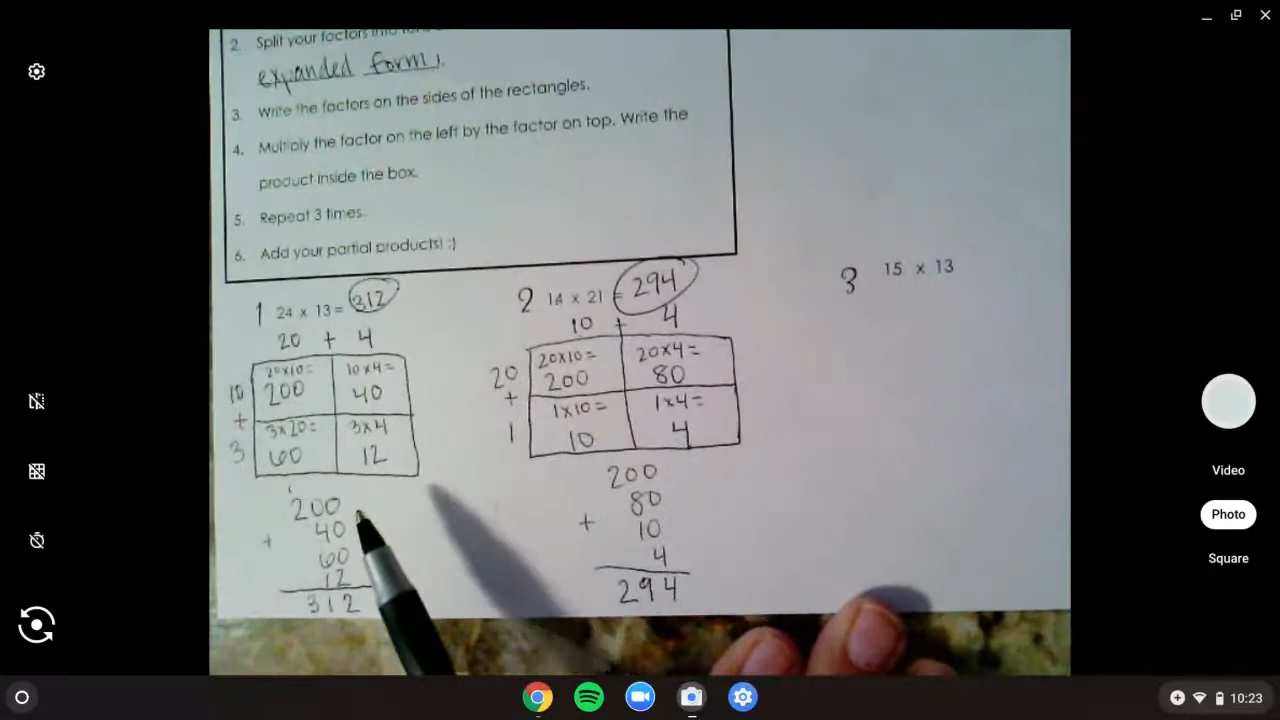 2. Split your factors into
expanded form.
3. Write the factors on the sides of the rectangles.
4. Multiply the factor on the left by the factor on top. Write the
product inside the box.
5. Repeat 3 times.
6. Add your partial products! :)
1 24 x 13 = 312
20 + 4
10 + 3
20x10= 200
10x4= 40
3x20= 60
3x4 12
1
200
+ 40
60
12
312
2 14 x 21 = 294
10 + 4
20 + 1
20x10= 200
20x4= 80
1x10= 10
1x4= 4
200
80
+ 10
4
294
3 15 x 13
Video
Photo
Square
10:23